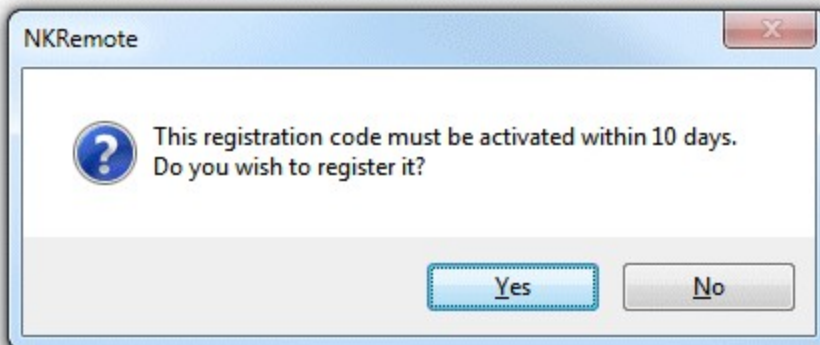 NKRemote
This registration code must be activated within 10 days.
Do you wish to register it?
Yes
No